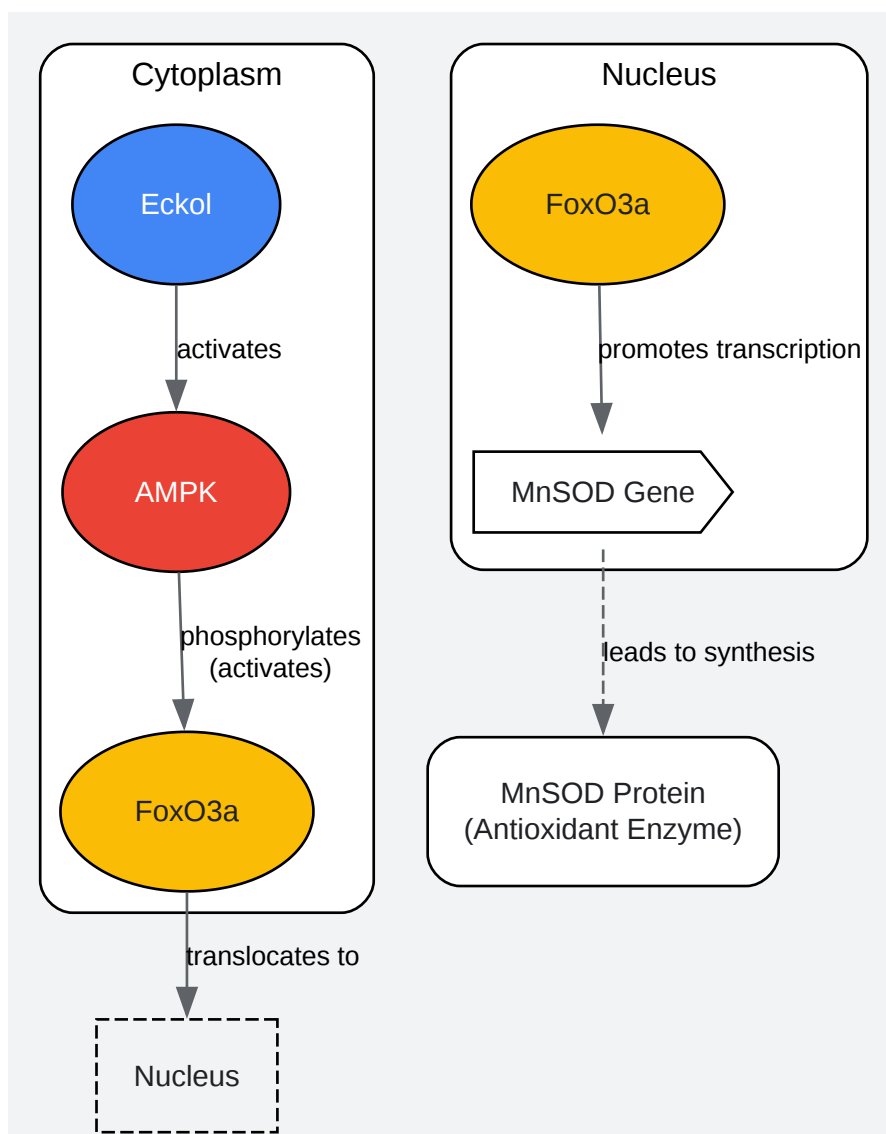 Cytoplasm
Eckol
activates
AMPK
phosphorylates
(activates)
FoxO3a
translocates to
Nucleus
Nucleus
FoxO3a
promotes transcription
MnSOD Gene
leads to synthesis
MnSOD Protein
(Antioxidant Enzyme)